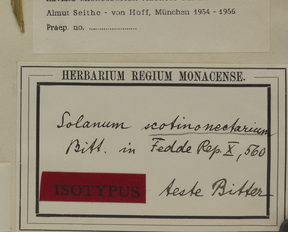 Almut Seithe - von Hoff, München 1954 - 1956
Praep. no. ....................
HERBARIUM REGIUM MONACENSE.
Solanum scotinonectarium
Bitt. in Fedde Rep. X, 560
ISOTYPUS teste Bitter